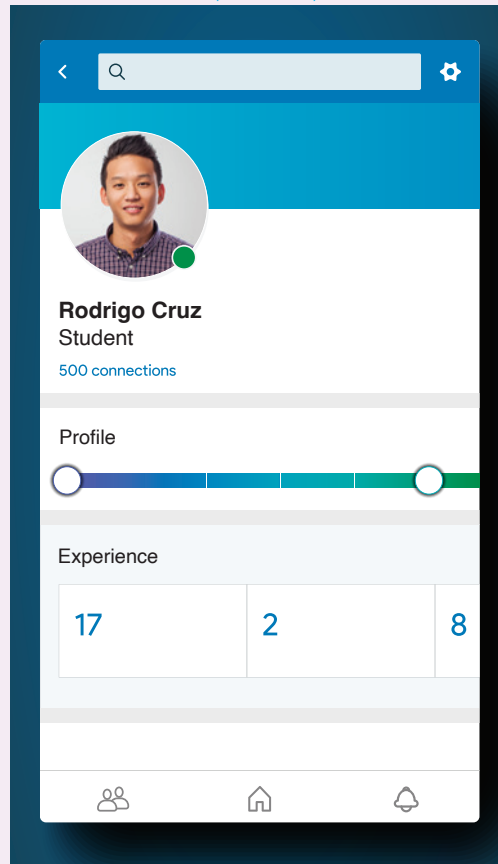 Rodrigo Cruz
Student
500 connections
Profile
Experience
17 2 8